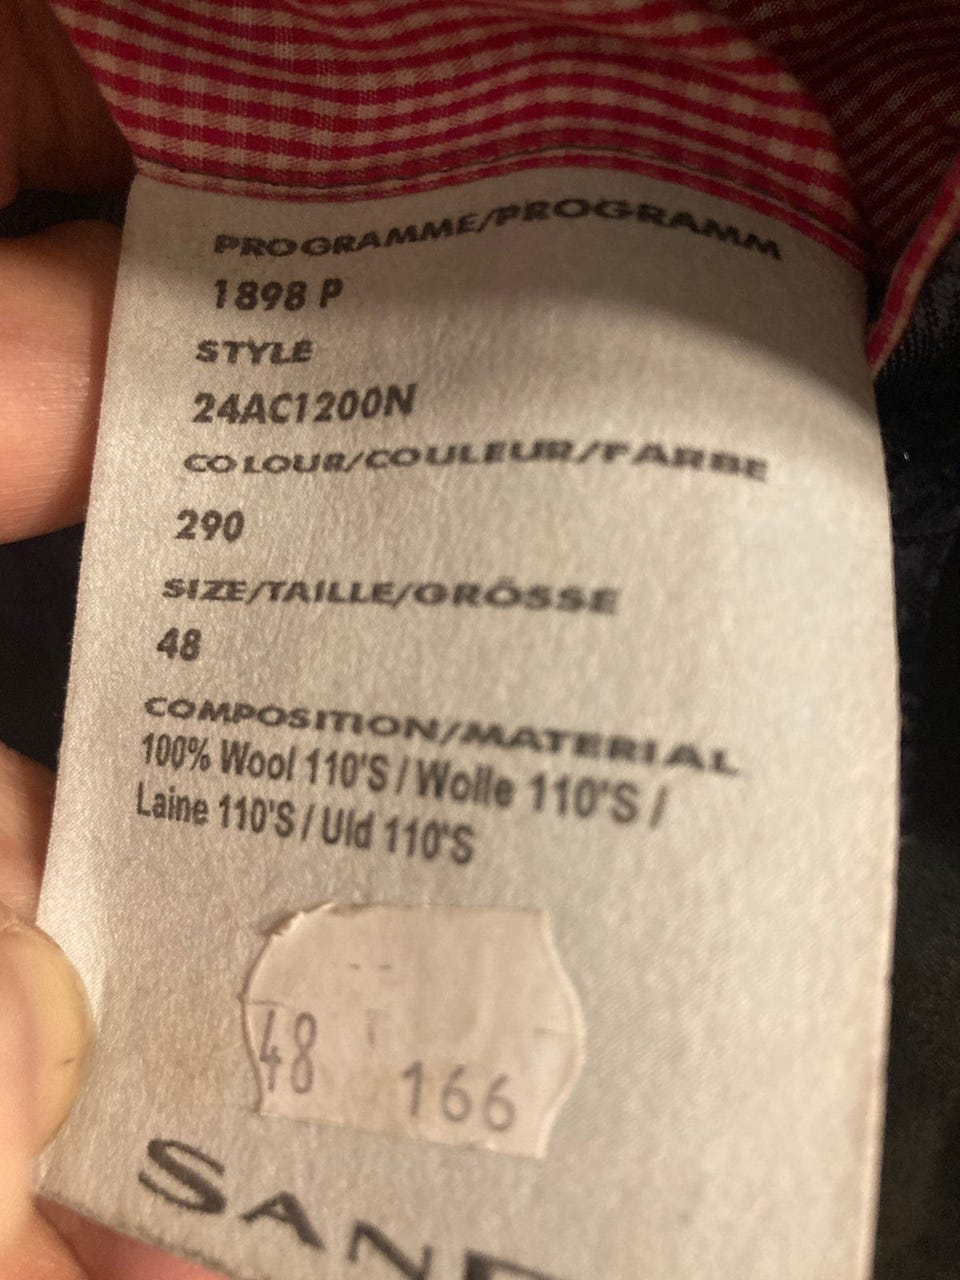 PROGRAMME/PROGRAMM
1898 P
STYLE
24AC1200N
COLOUR/COULEUR/FARBE
290
SIZE/TAILLE/GRÖSSE
48
COMPOSITION/MATERIAL
100% Wool 110'S / Wolle 110'S /
Laine 110'S / Uld 110'S
48 166